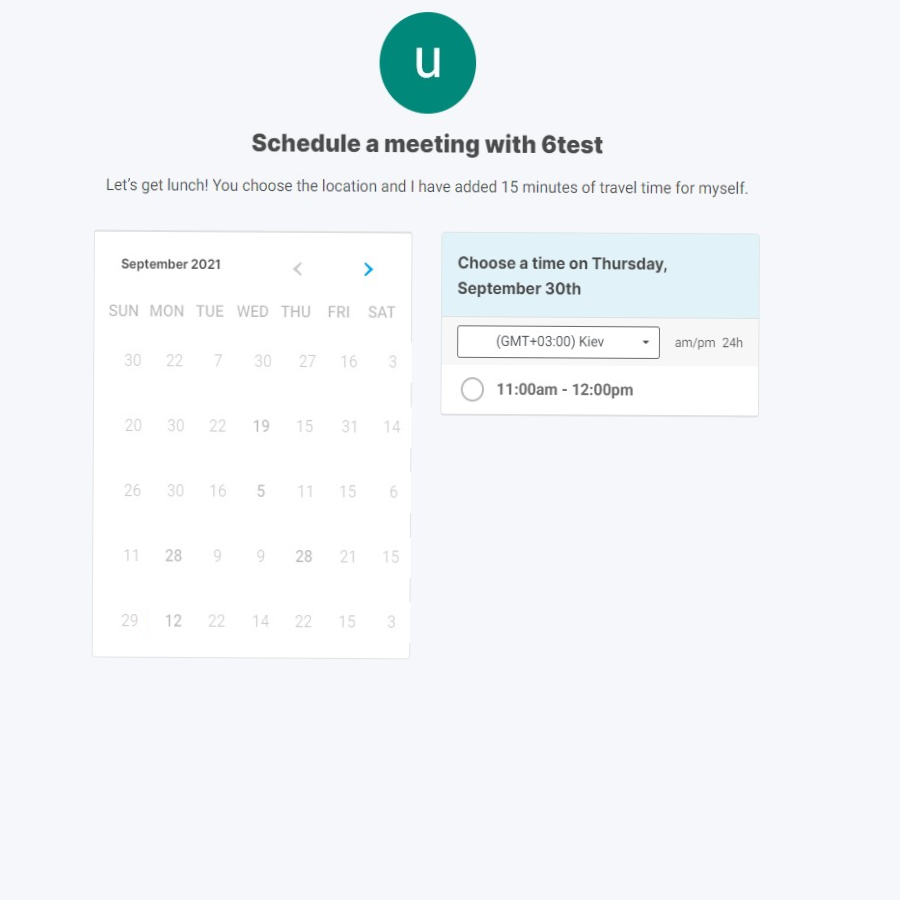 u
Schedule a meeting with 6test
Let's get lunch! You choose the location and I have added 15 minutes of travel time for myself.
September 2021
SUN MON TUE WED THU FRI SAT
30 22 7 30 27 16 3
20 30 22 19 15 31 14
26 30 16 5 11 15 6
11 28 9 9 28 21 15
29 12 22 14 22 15 3
Choose a time on Thursday,
September 30th
(GMT+03:00) Kiev am/pm 24h
11:00am - 12:00pm